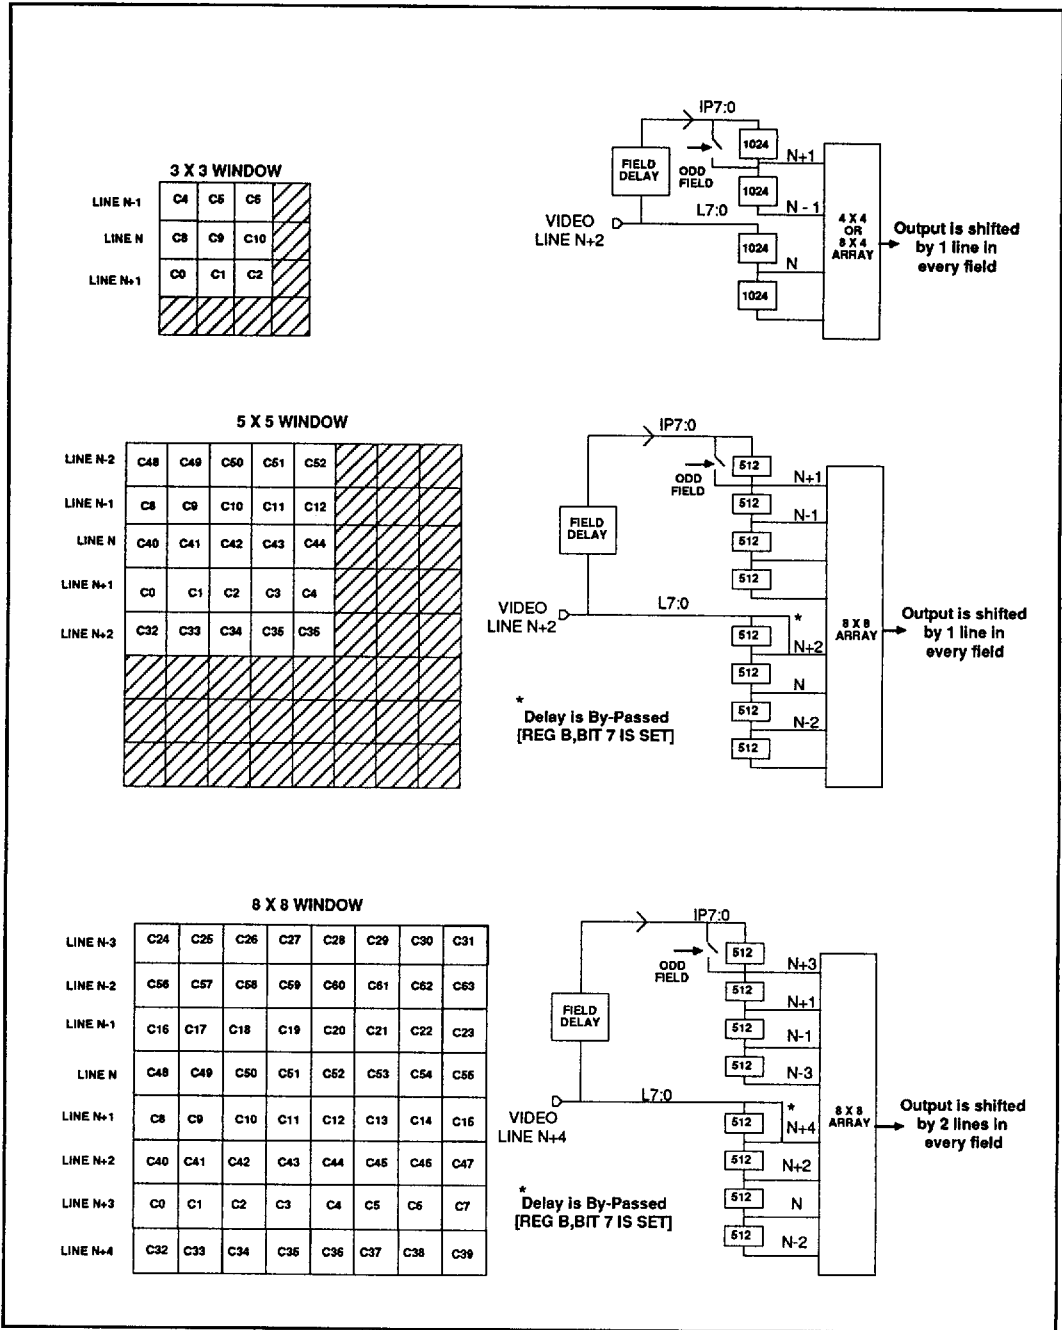 3 X 3 WINDOW
LINE N-1 C4 C5 C6
LINE N C8 C9 C10
LINE N+1 C0 C1 C2
IP7:0
FIELD DELAY
ODD FIELD
1024
N+1
1024
N - 1
L7:0
VIDEO LINE N+2
1024
N
1024
4 X 4 OR 8 X 4 ARRAY
Output is shifted
by 1 line in
every field
5 X 5 WINDOW
LINE N-2 C48 C49 C50 C51 C52
LINE N-1 C8 C9 C10 C11 C12
LINE N C40 C41 C42 C43 C44
LINE N+1 C0 C1 C2 C3 C4
LINE N+2 C32 C33 C34 C35 C36
IP7:0
FIELD DELAY
ODD FIELD
512
N+1
512
N-1
512
512
L7:0
VIDEO LINE N+2
*
512
N+2
512
N
512
N-2
512
8 X 8 ARRAY
Output is shifted
by 1 line in
every field
*
Delay is By-Passed
[REG B,BIT 7 IS SET]
8 X 8 WINDOW
LINE N-3 C24 C25 C26 C27 C28 C29 C30 C31
LINE N-2 C56 C57 C58 C59 C60 C61 C62 C63
LINE N-1 C16 C17 C18 C19 C20 C21 C22 C23
LINE N C48 C49 C50 C51 C52 C53 C54 C55
LINE N+1 C8 C9 C10 C11 C12 C13 C14 C15
LINE N+2 C40 C41 C42 C43 C44 C45 C46 C47
LINE N+3 C0 C1 C2 C3 C4 C5 C6 C7
LINE N+4 C32 C33 C34 C35 C36 C37 C38 C39
IP7:0
FIELD DELAY
ODD FIELD
512
N+3
512
N+1
512
N-1
512
N-3
L7:0
VIDEO LINE N+4
*
512
N+4
512
N+2
512
N
512
N-2
8 X 8 ARRAY
Output is shifted
by 2 lines in
every field
*
Delay is By-Passed
[REG B,BIT 7 IS SET]